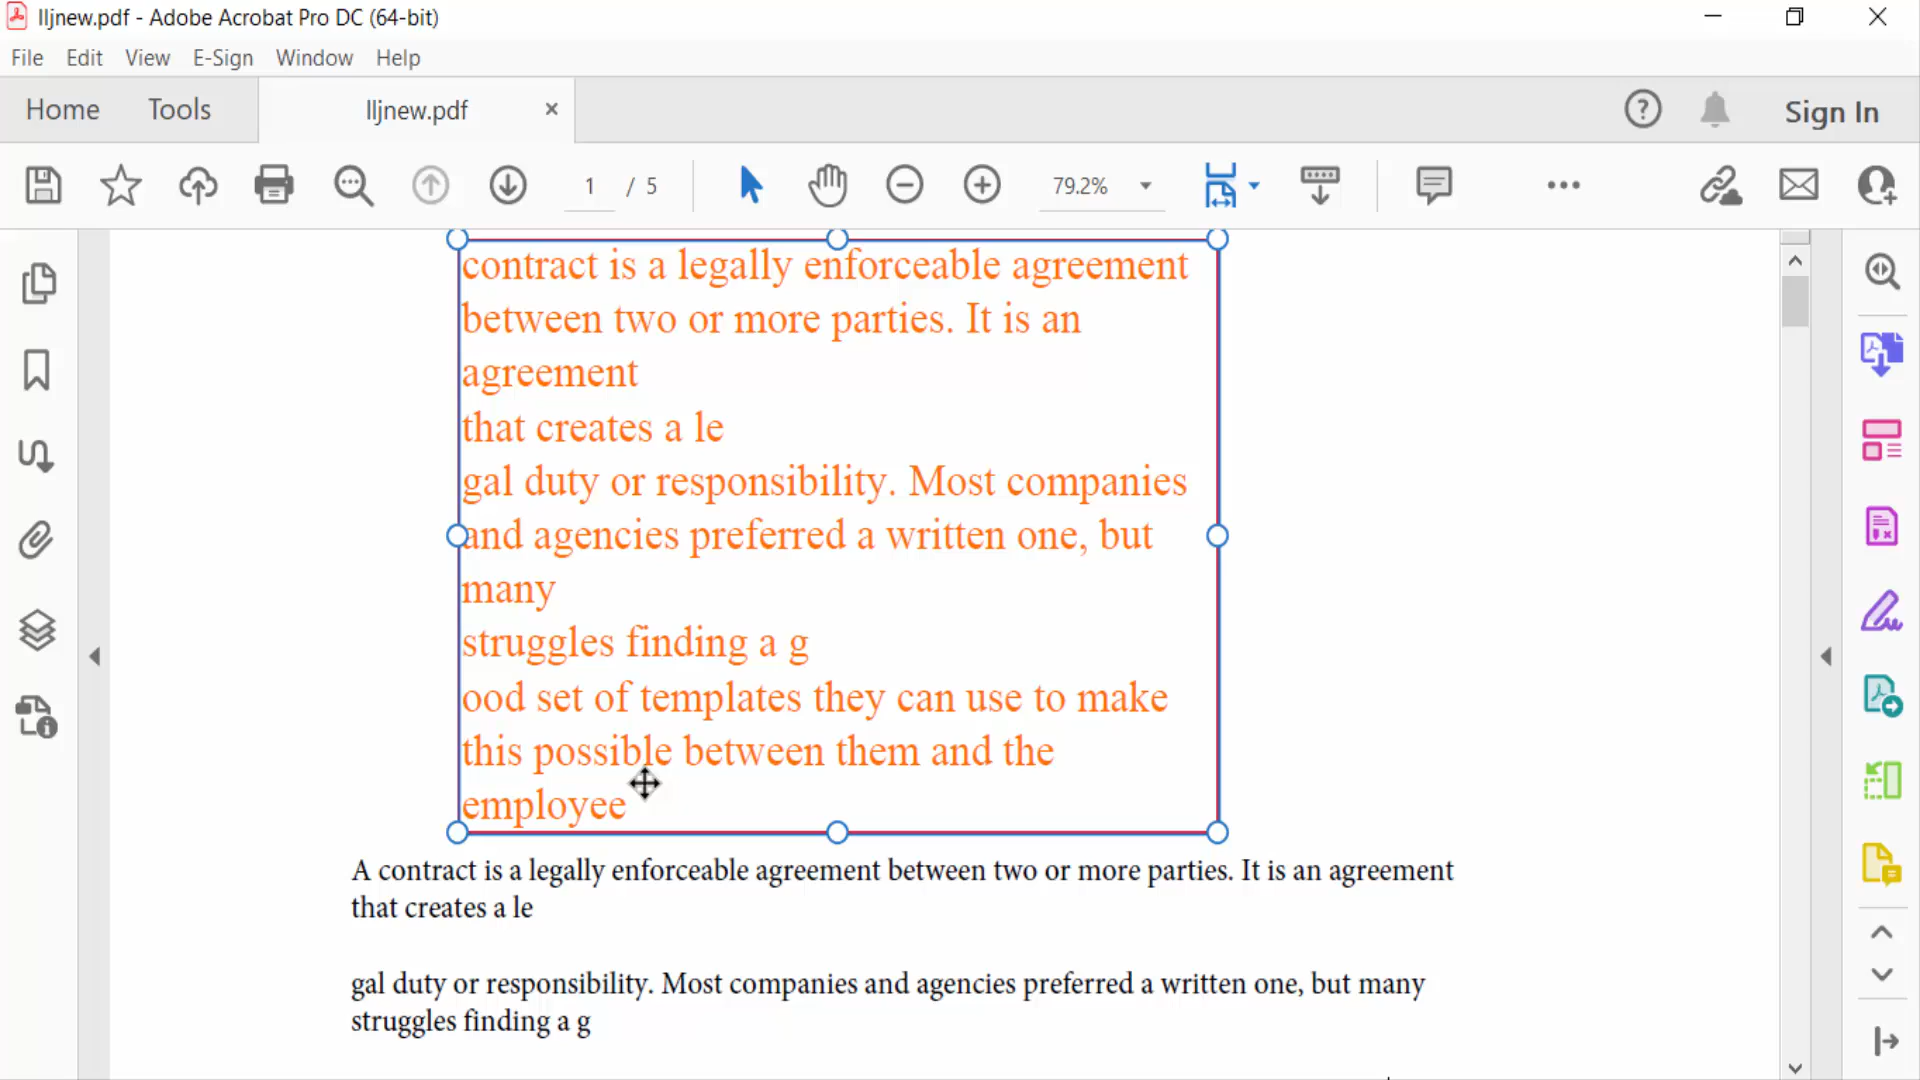 lljnew.pdf - Adobe Acrobat Pro DC (64-bit)
File Edit View E-Sign Window Help
Home Tools lljnew.pdf × Sign In
1 / 5 79.2%
contract is a legally enforceable agreement
between two or more parties. It is an
agreement
that creates a le
gal duty or responsibility. Most companies
and agencies preferred a written one, but
many
struggles finding a g
ood set of templates they can use to make
this possible between them and the
employee
A contract is a legally enforceable agreement between two or more parties. It is an agreement
that creates a le
gal duty or responsibility. Most companies and agencies preferred a written one, but many
struggles finding a g